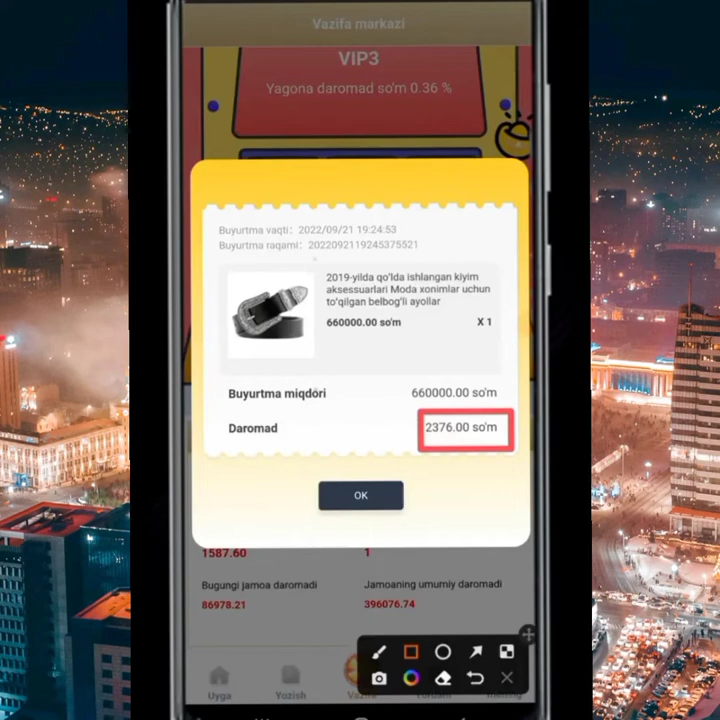 Vazifa markazi
VIP3
Yagona daromad so'm 0.36 %
Buyurtma vaqti: 2022/09/21 19:24:53
Buyurtma raqami: 2022092119245375521
2019-yilda qo'lda ishlangan kiyim
aksessuarlari Moda xonimlar uchun
to'qilgan belbog'li ayollar
660000.00 so'm X 1
Buyurtma miqdori 660000.00 so'm
Daromad 2376.00 so'm
OK
1587.60 1
Bugungi jamoa daromadi Jamoaning umumiy daromadi
86978.21 396076.74
Uyga Yozish